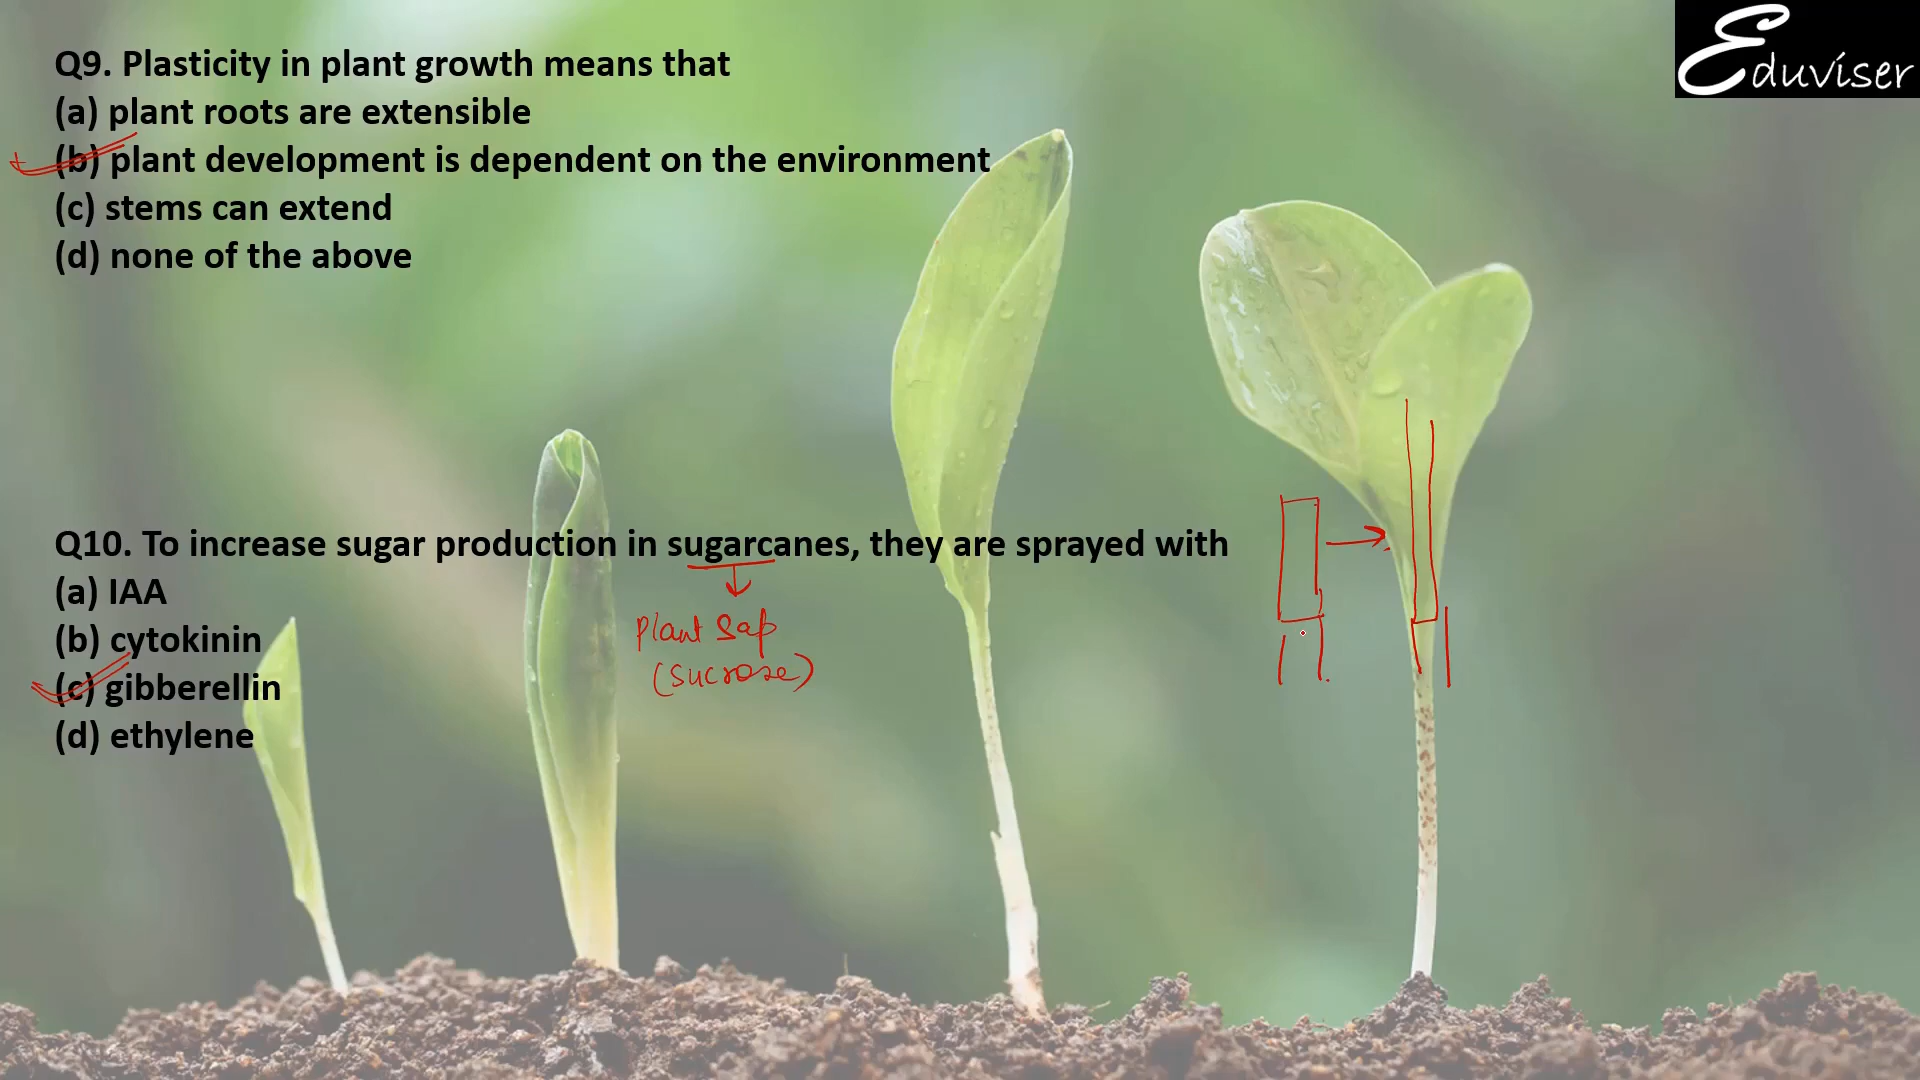 Eduviser
Q9. Plasticity in plant growth means that
(a) plant roots are extensible
(b) plant development is dependent on the environment
(c) stems can extend
(d) none of the above
Q10. To increase sugar production in sugarcanes, they are sprayed with
(a) IAA
(b) cytokinin
(c) gibberellin
(d) ethylene
Plant Sap
(sucrose)